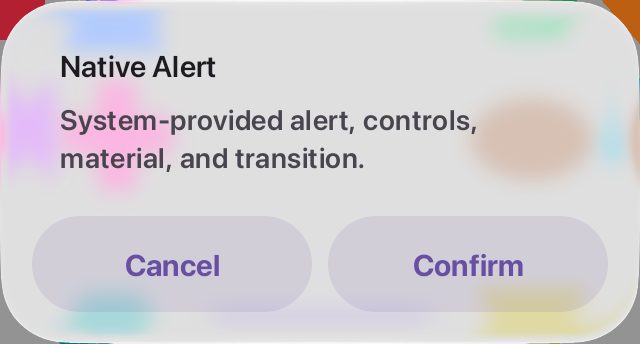 Native Alert
System-provided alert, controls,
material, and transition.
Cancel
Confirm